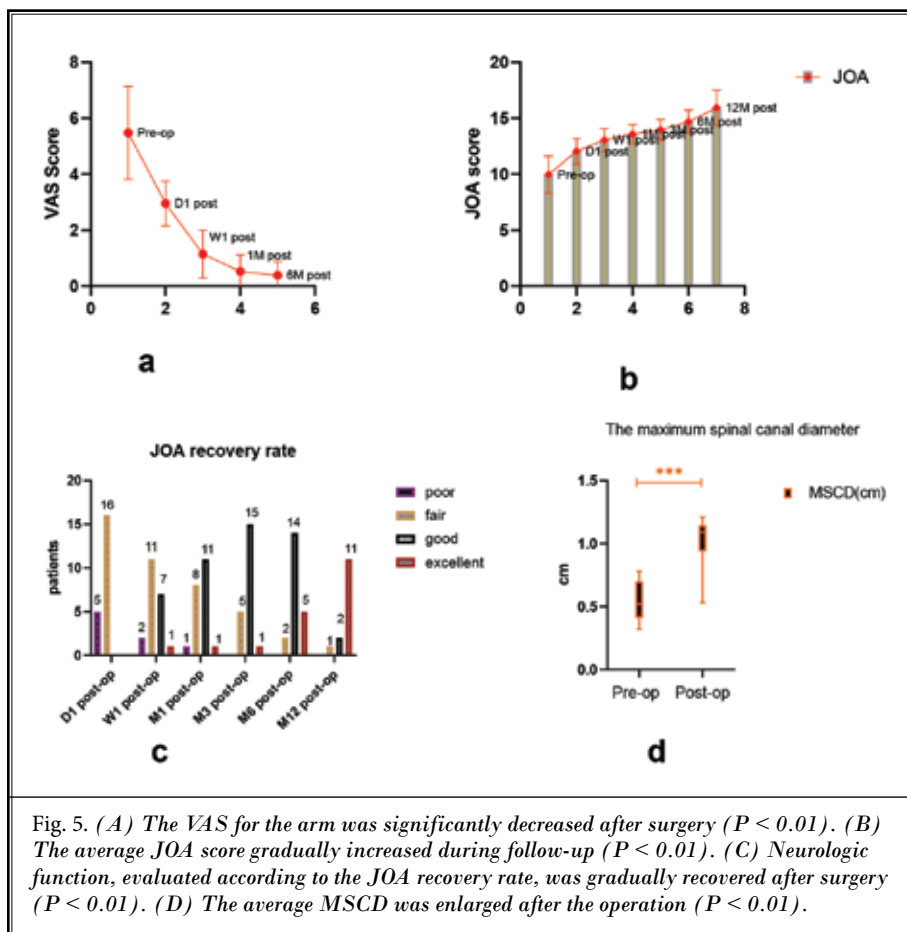 8
6
4
2
0
VAS Score
Pre-op
D1 post
W1 post
1M post
6M post
0 2 4 6
a
20
15
10
5
0
JOA score
JOA
Pre-op
D1 post
W1 post
1M post
3M post
6M post
12M post
0 2 4 6 8
b
JOA recovery rate
20
15
10
5
0
patients
5 16
2 11 7 1
1 8 11 1
5 15 1
2 14 5
1 2 11
D1 post-op
W1 post-op
M1 post-op
M3 post-op
M6 post-op
M12 post-op
poor
fair
good
excellent
c
The maximum spinal canal diameter
1.5
1.0
0.5
0.0
cm
***
MSCD(cm)
Pre-op Post-op
d
Fig. 5. (A) The VAS for the arm was significantly decreased after surgery (P < 0.01). (B)
The average JOA score gradually increased during follow-up (P < 0.01). (C) Neurologic
function, evaluated according to the JOA recovery rate, was gradually recovered after surgery
(P < 0.01). (D) The average MSCD was enlarged after the operation (P < 0.01).